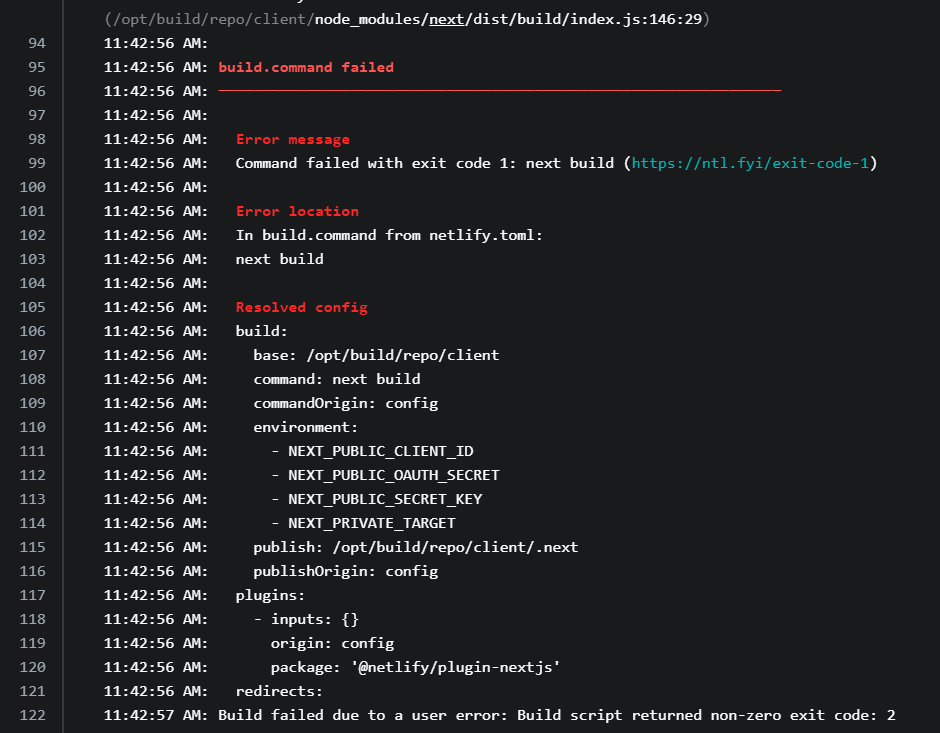 (/opt/build/repo/client/node_modules/next/dist/build/index.js:146:29)
94 11:42:56 AM:
95 11:42:56 AM: build.command failed
96 11:42:56 AM: ────────────────────────────────────────────────────────────────
97 11:42:56 AM:
98 11:42:56 AM:   Error message
99 11:42:56 AM:   Command failed with exit code 1: next build (https://ntl.fyi/exit-code-1)
100 11:42:56 AM:
101 11:42:56 AM:   Error location
102 11:42:56 AM:   In build.command from netlify.toml:
103 11:42:56 AM:   next build
104 11:42:56 AM:
105 11:42:56 AM:   Resolved config
106 11:42:56 AM:   build:
107 11:42:56 AM:     base: /opt/build/repo/client
108 11:42:56 AM:     command: next build
109 11:42:56 AM:     commandOrigin: config
110 11:42:56 AM:     environment:
111 11:42:56 AM:       - NEXT_PUBLIC_CLIENT_ID
112 11:42:56 AM:       - NEXT_PUBLIC_OAUTH_SECRET
113 11:42:56 AM:       - NEXT_PUBLIC_SECRET_KEY
114 11:42:56 AM:       - NEXT_PRIVATE_TARGET
115 11:42:56 AM:     publish: /opt/build/repo/client/.next
116 11:42:56 AM:     publishOrigin: config
117 11:42:56 AM:   plugins:
118 11:42:56 AM:     - inputs: {}
119 11:42:56 AM:       origin: config
120 11:42:56 AM:       package: '@netlify/plugin-nextjs'
121 11:42:56 AM:   redirects:
122 11:42:57 AM: Build failed due to a user error: Build script returned non-zero exit code: 2